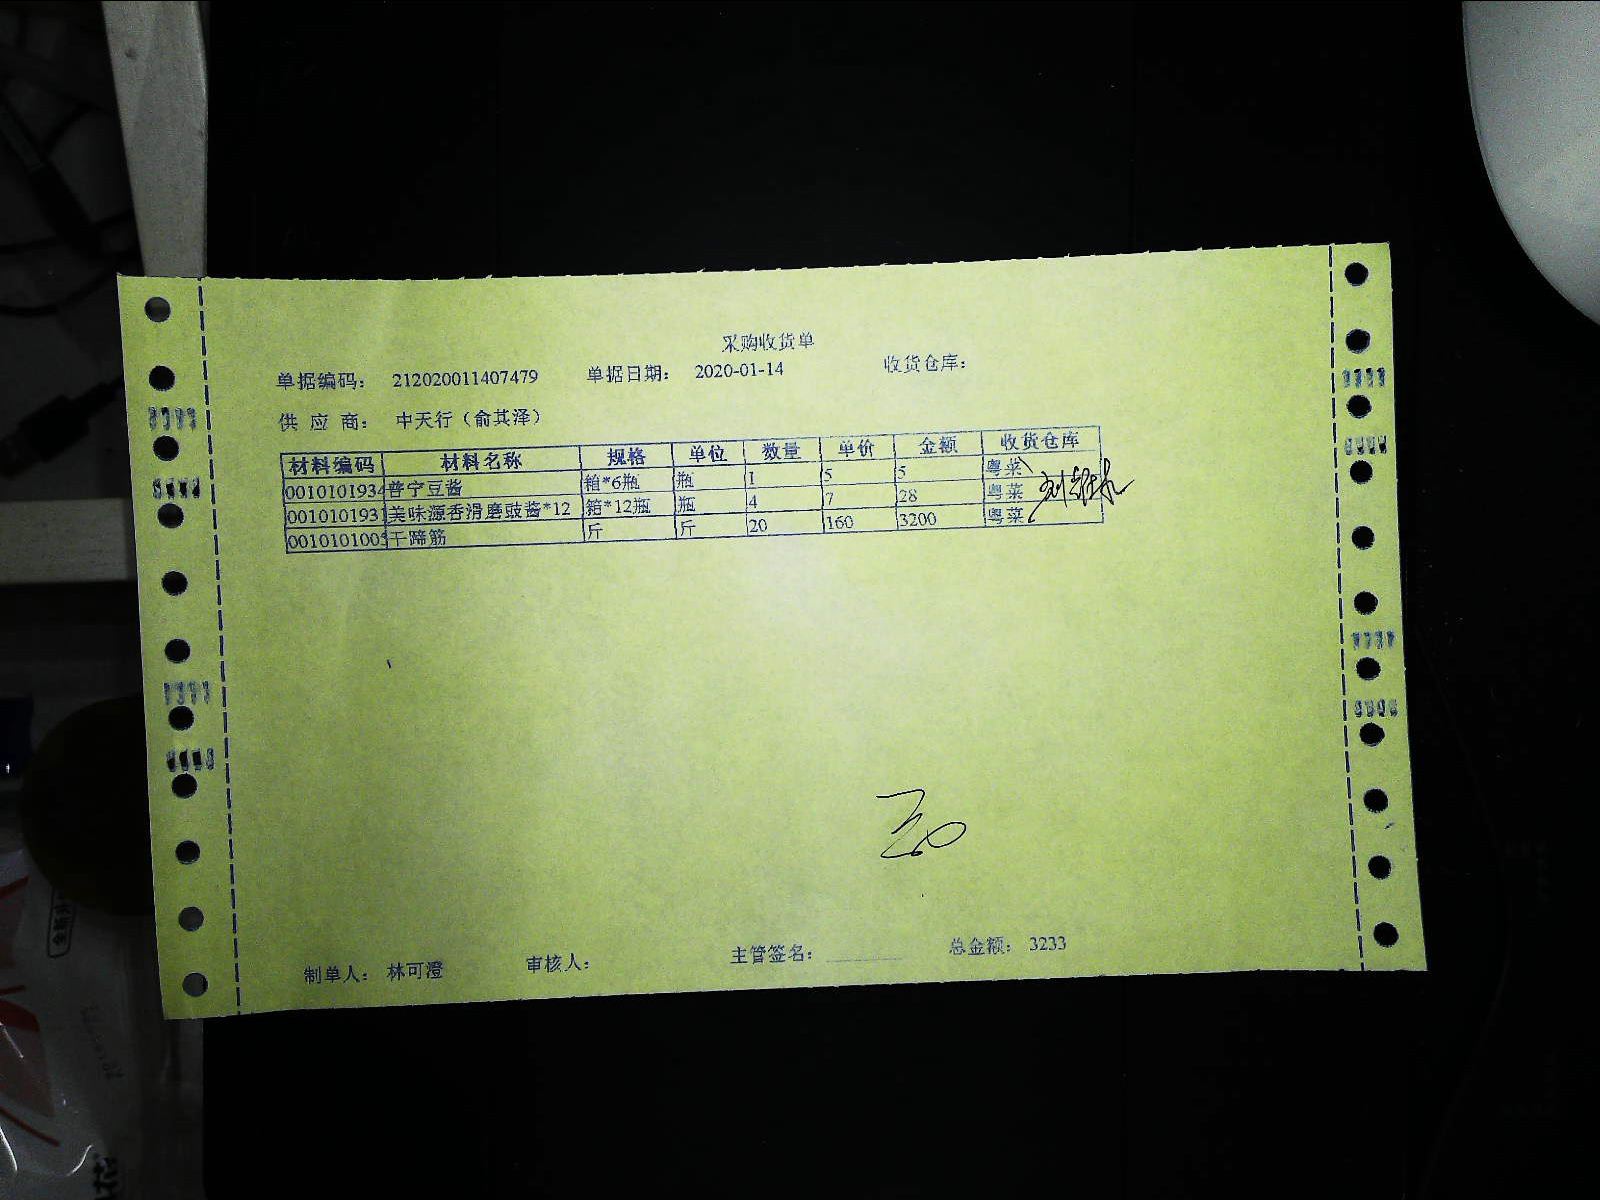 采购收货单
单据编码： 212020011407479 单据日期： 2020-01-14 收货仓库：
供 应 商： 中天行（俞其泽）
材料编码 材料名称 规格 单位 数量 单价 金额 收货仓库
0010101934 普宁豆酱 箱*6瓶 瓶 1 5 5 粤菜
0010101931 美味源香滑磨豉酱*12 箱*12瓶 瓶 4 7 28 粤菜
0010101005 干蹄筋 斤 斤 20 160 3200 粤菜
制单人： 林可澄 审核人： 主管签名： 总金额： 3233